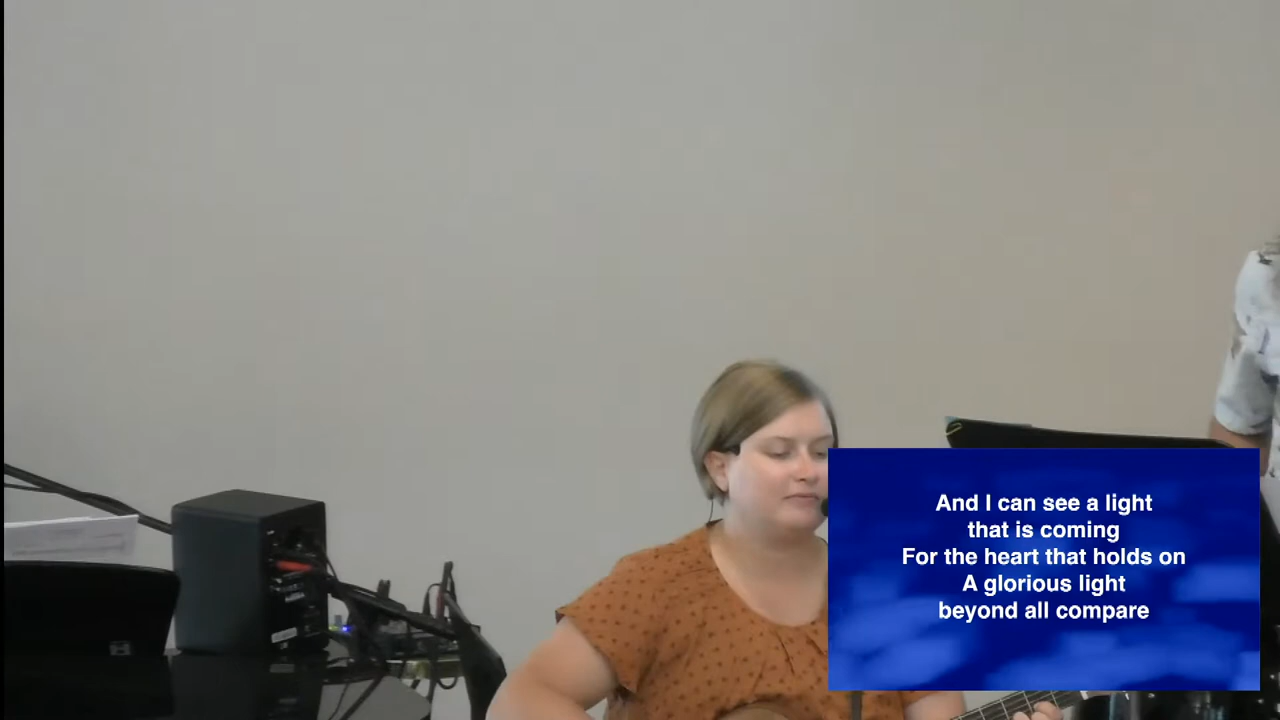 And I can see a light
that is coming
For the heart that holds on
A glorious light
beyond all compare